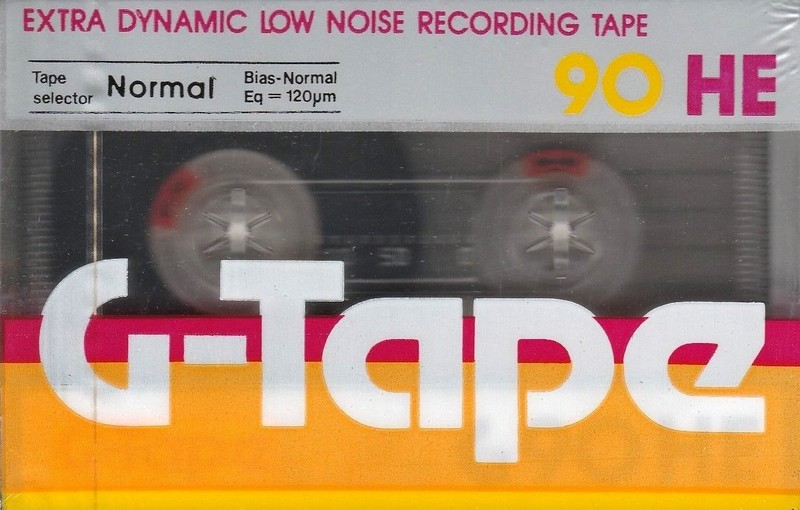 EXTRA DYNAMIC LOW NOISE RECORDING TAPE
Tape selector Normal
Bias-Normal
Eq = 120µm
90 HE
G-Tape